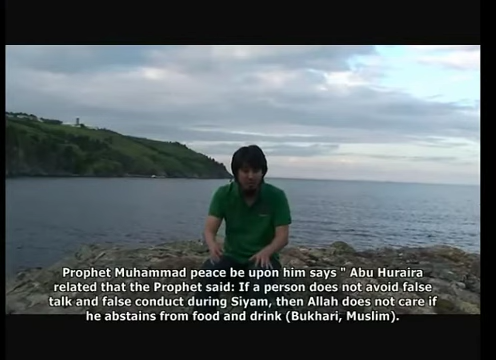 Prophet Muhammad peace be upon him says " Abu Huraira
related that the Prophet said: If a person does not avoid false
talk and false conduct during Siyam, then Allah does not care if
he abstains from food and drink (Bukhari, Muslim).